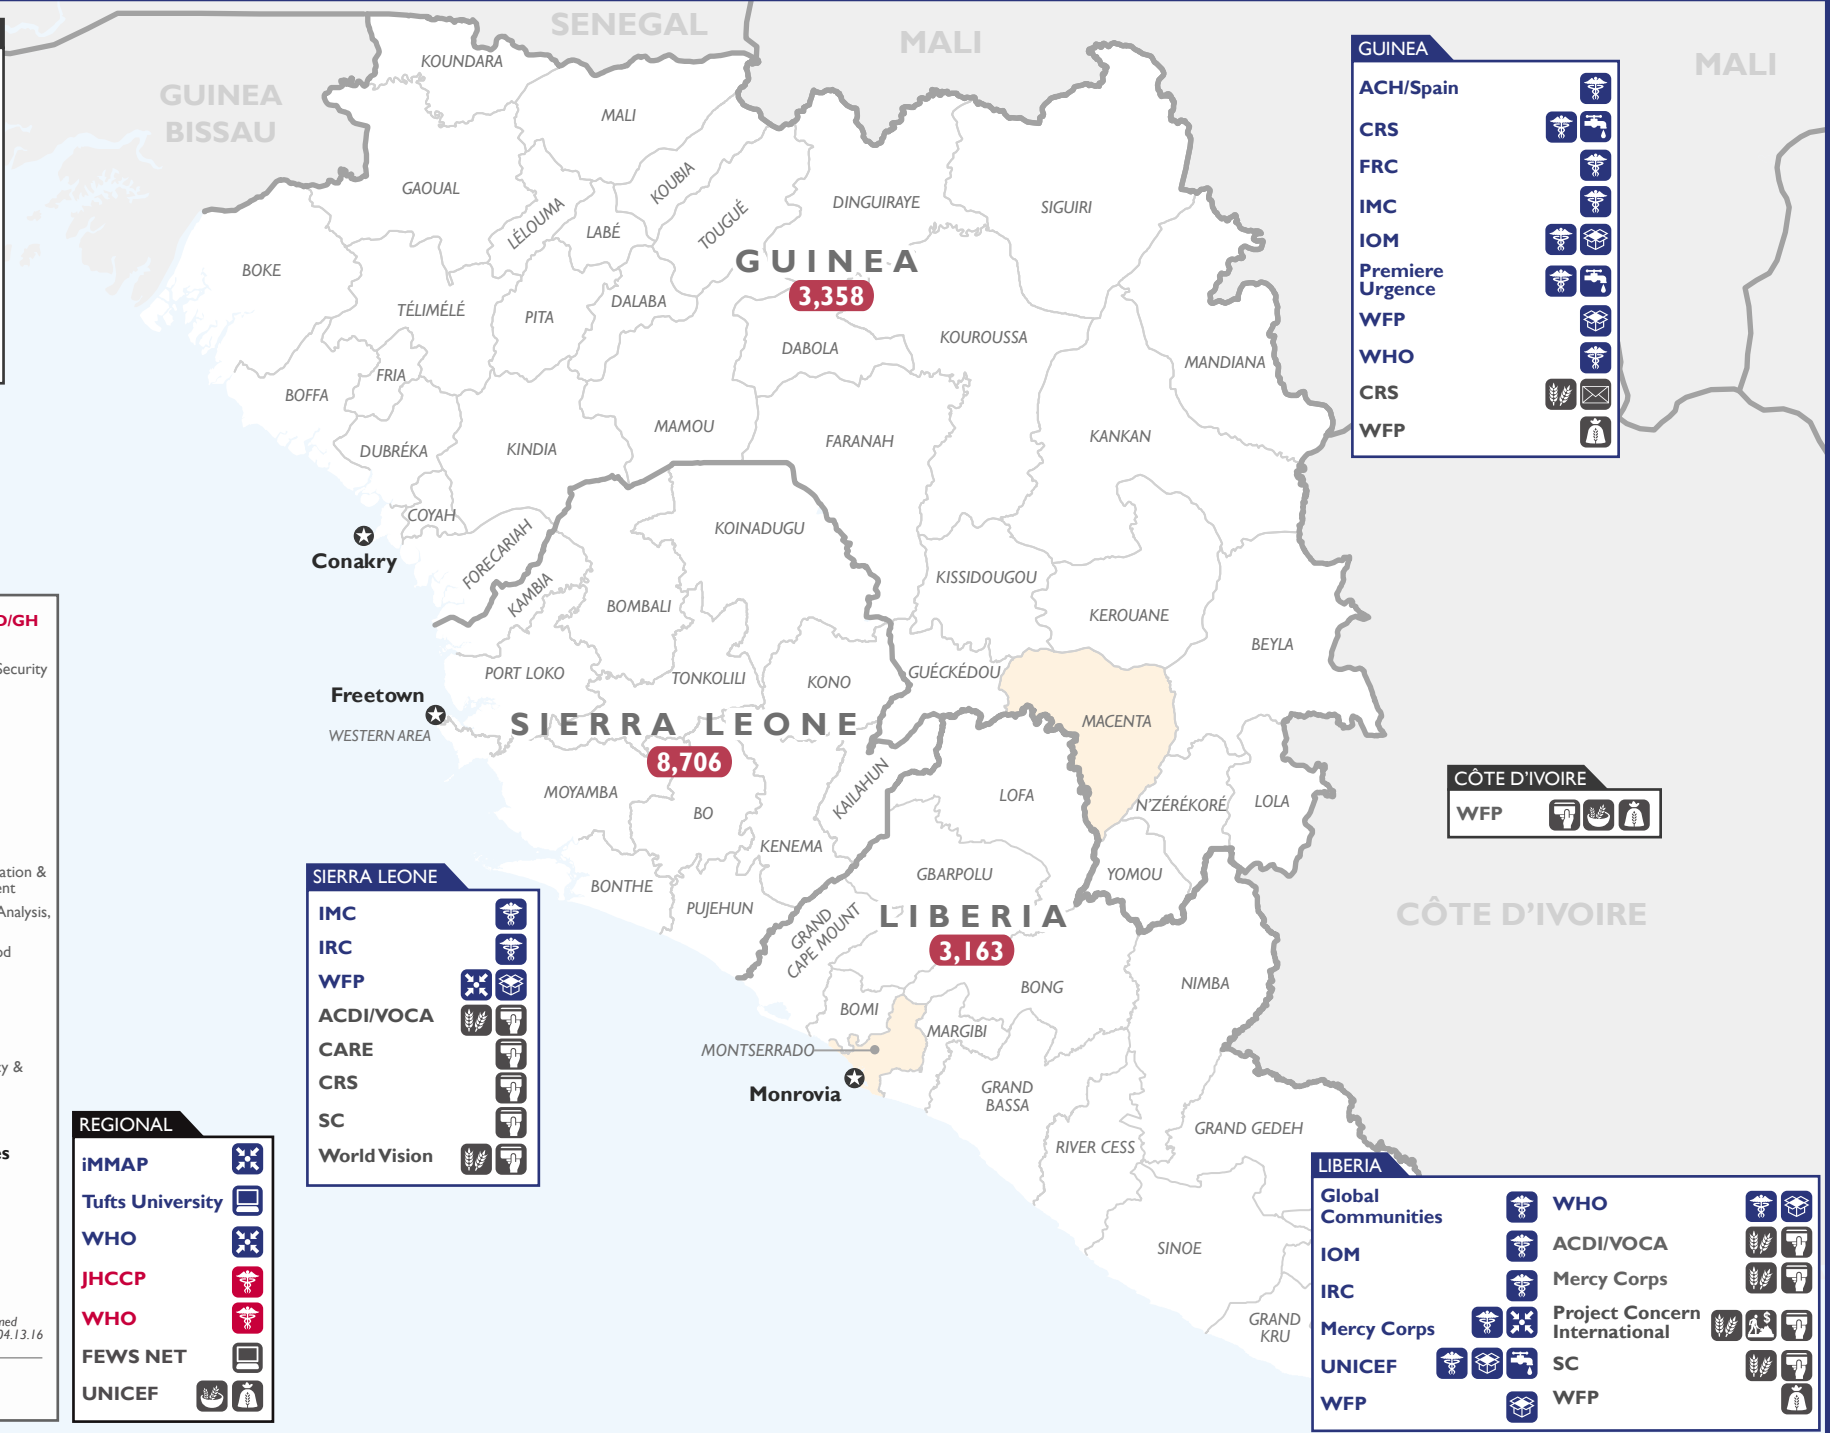 SENEGAL
MALI
MALI
GUINEA
BISSAU
KOUNDARA
MALI
GAOUAL
KOUBIA
LÉLOUMA
LABÉ
TOUGUÉ
DINGUIRAYE
SIGUIRI
BOKE
GUINEA
3,358
TÉLIMÉLÉ
PITA
DALABA
DABOLA
KOUROUSSA
MANDIANA
FRIA
BOFFA
MAMOU
FARANAH
KANKAN
DUBRÉKA
KINDIA
COYAH
Conakry
FORECARIAH
KAMBIA
KOINADUGU
BOMBALI
KISSIDOUGOU
KEROUANE
BEYLA
PORT LOKO
TONKOLILI
KONO
GUÉCKÉDOU
MACENTA
Freetown
WESTERN AREA
SIERRA LEONE
8,706
MOYAMBA
BO
KAILAHUN
KENEMA
LOFA
N'ZÉRÉKORÉ
LOLA
YOMOU
BONTHE
PUJEHUN
GBARPOLU
GRAND
CAPE MOUNT
LIBERIA
3,163
BONG
NIMBA
BOMI
MARGIBI
MONTSERRADO
Monrovia
GRAND
BASSA
RIVER CESS
GRAND GEDEH
SINOE
GRAND
KRU
CÔTE D'IVOIRE
GUINEA
ACH/Spain
CRS
FRC
IMC
IOM
Premiere
Urgence
WFP
WHO
CRS
WFP
CÔTE D'IVOIRE
WFP
SIERRA LEONE
IMC
IRC
WFP
ACDI/VOCA
CARE
CRS
SC
World Vision
REGIONAL
iMMAP
Tufts University
WHO
JHCCP
WHO
FEWS NET
UNICEF
LIBERIA
Global
Communities
IOM
IRC
Mercy Corps
UNICEF
WFP
WHO
ACDI/VOCA
Mercy Corps
Project Concern
International
SC
WFP
/GH
Security
ation &
Analysis,
y &
04.13.16